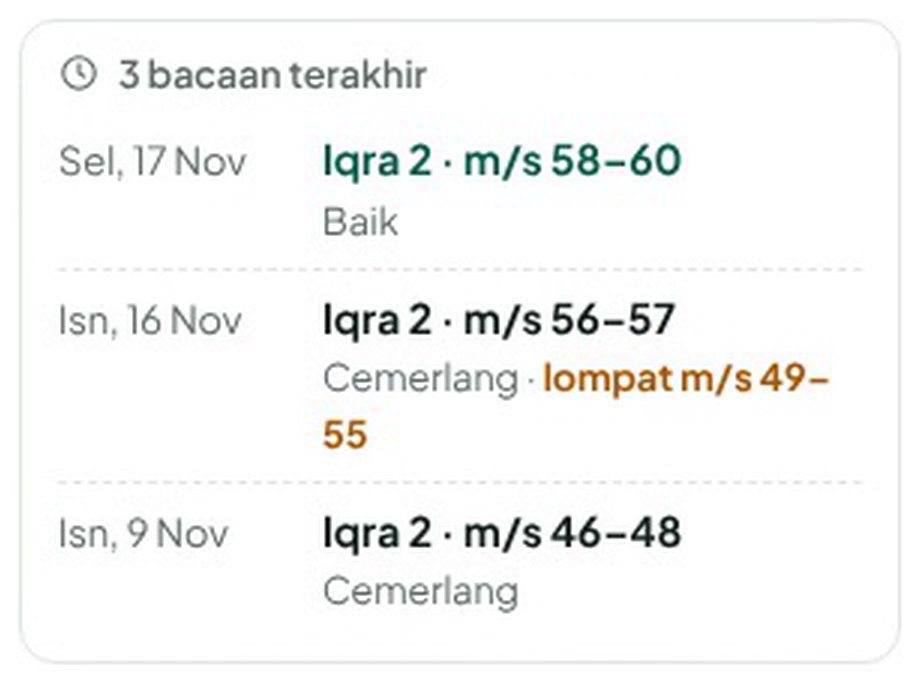 3 bacaan terakhir
Sel, 17 Nov
Iqra 2 · m/s 58–60
Baik
Isn, 16 Nov
Iqra 2 · m/s 56–57
Cemerlang · lompat m/s 49–
55
Isn, 9 Nov
Iqra 2 · m/s 46–48
Cemerlang